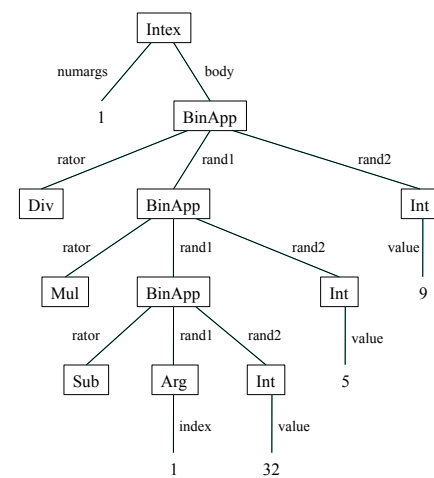 Intex
numargs body
1 BinApp
rator rand1 rand2
Div BinApp Int
rator rand1 rand2 value
Mul BinApp Int 9
rator rand1 rand2 value
Sub Arg Int 5
index value
1 32